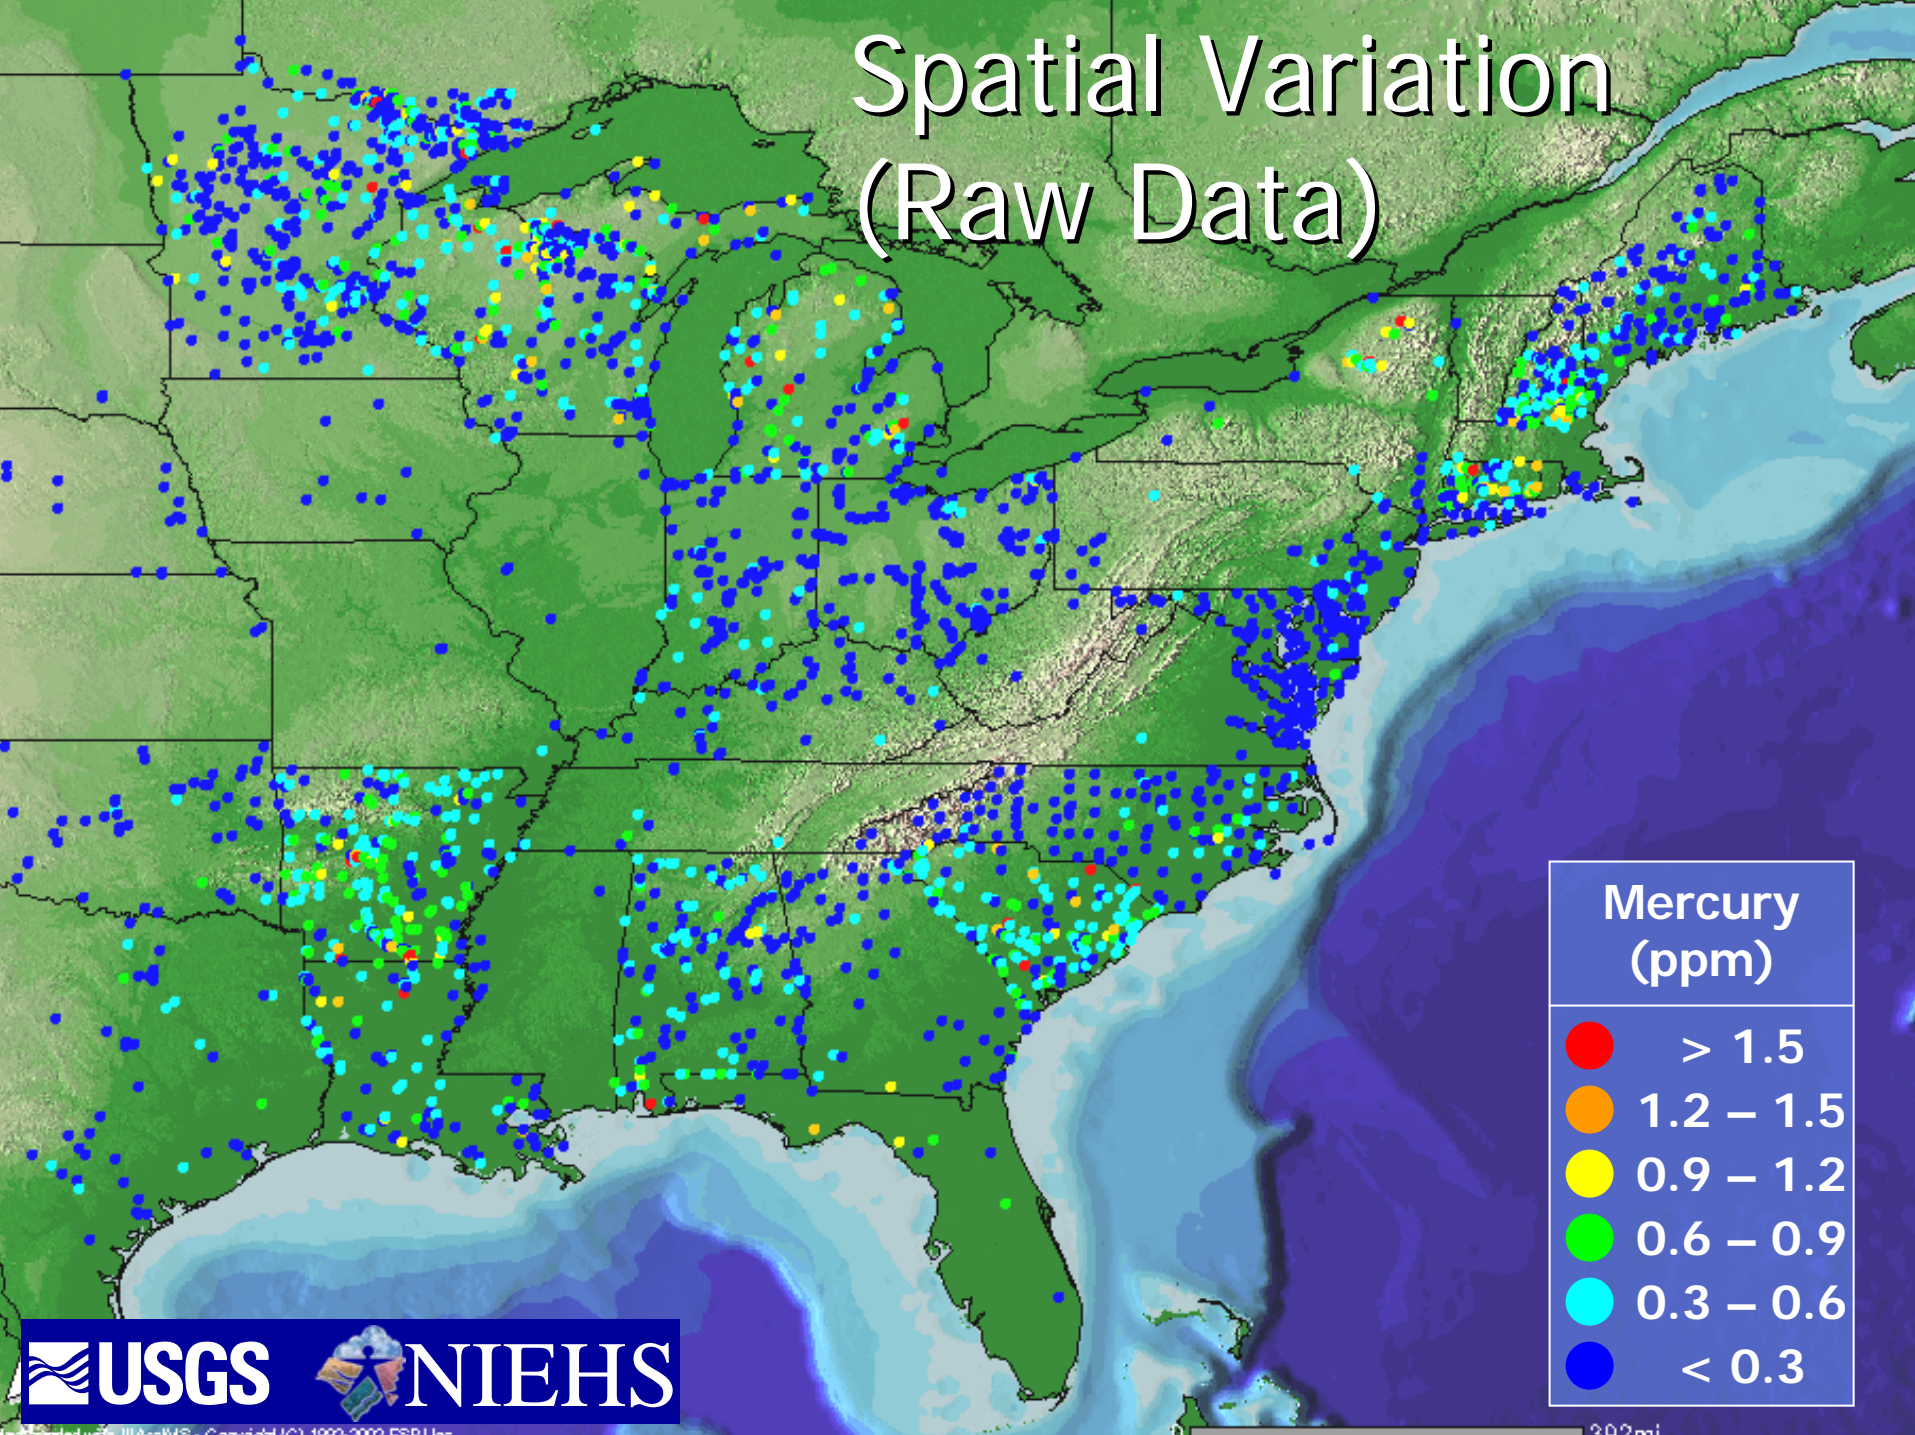 Spatial Variation
(Raw Data)
Mercury
(ppm)
> 1.5
1.2 – 1.5
0.9 – 1.2
0.6 – 0.9
0.3 – 0.6
< 0.3
USGS
NIEHS
392mi